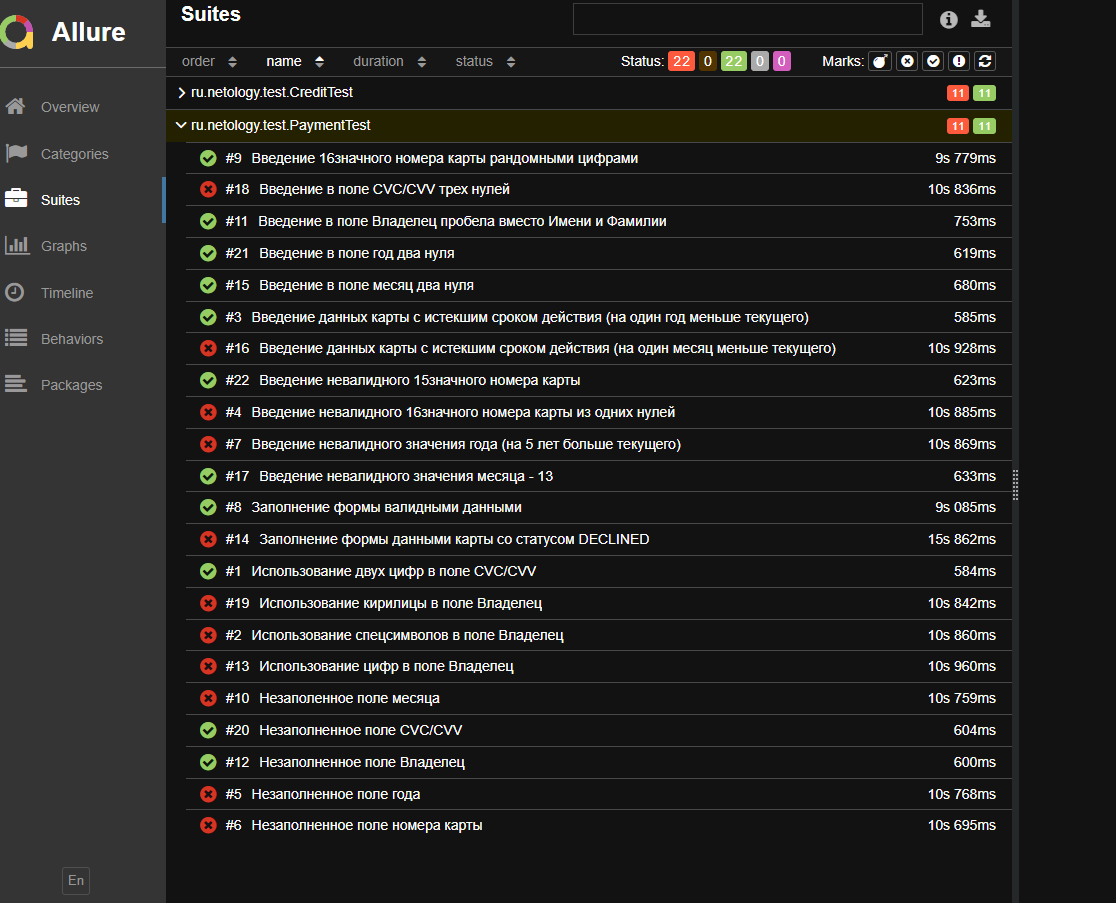 Allure
Overview
Categories
Suites
Graphs
Timeline
Behaviors
Packages
En
Suites
order name duration status Status: 22 0 22 0 0 Marks:
ru.netology.test.CreditTest 11 11
ru.netology.test.PaymentTest 11 11
#9 Введение 16значного номера карты рандомными цифрами 9s 779ms
#18 Введение в поле CVC/CVV трех нулей 10s 836ms
#11 Введение в поле Владелец пробела вместо Имени и Фамилии 753ms
#21 Введение в поле год два нуля 619ms
#15 Введение в поле месяц два нуля 680ms
#3 Введение данных карты с истекшим сроком действия (на один год меньше текущего) 585ms
#16 Введение данных карты с истекшим сроком действия (на один месяц меньше текущего) 10s 928ms
#22 Введение невалидного 15значного номера карты 623ms
#4 Введение невалидного 16значного номера карты из одних нулей 10s 885ms
#7 Введение невалидного значения года (на 5 лет больше текущего) 10s 869ms
#17 Введение невалидного значения месяца - 13 633ms
#8 Заполнение формы валидными данными 9s 085ms
#14 Заполнение формы данными карты со статусом DECLINED 15s 862ms
#1 Использование двух цифр в поле CVC/CVV 584ms
#19 Использование кирилицы в поле Владелец 10s 842ms
#2 Использование спецсимволов в поле Владелец 10s 860ms
#13 Использование цифр в поле Владелец 10s 960ms
#10 Незаполенное поле месяца 10s 759ms
#20 Незаполненное поле CVC/CVV 604ms
#12 Незаполненное поле Владелец 600ms
#5 Незаполненное поле года 10s 768ms
#6 Незаполненное поле номера карты 10s 695ms